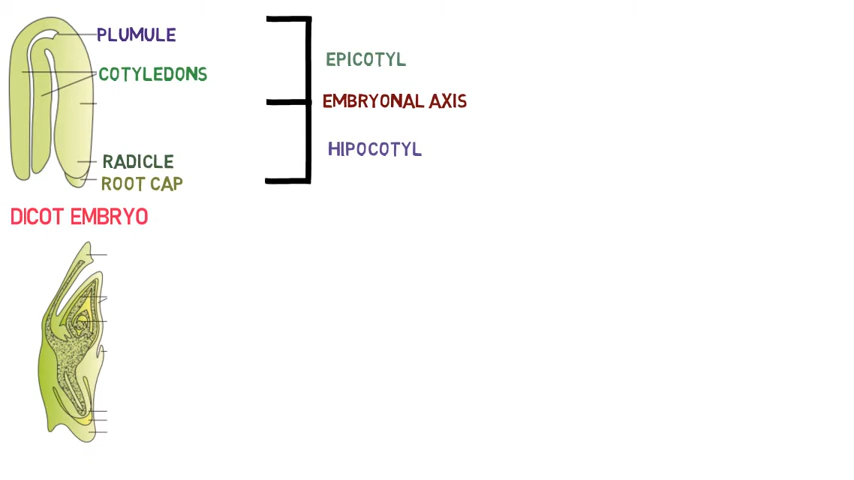 PLUMULE
COTYLEDONS
RADICLE
ROOT CAP
EPICOTYL
EMBRYONAL AXIS
HIPOCOTYL
DICOT EMBRYO